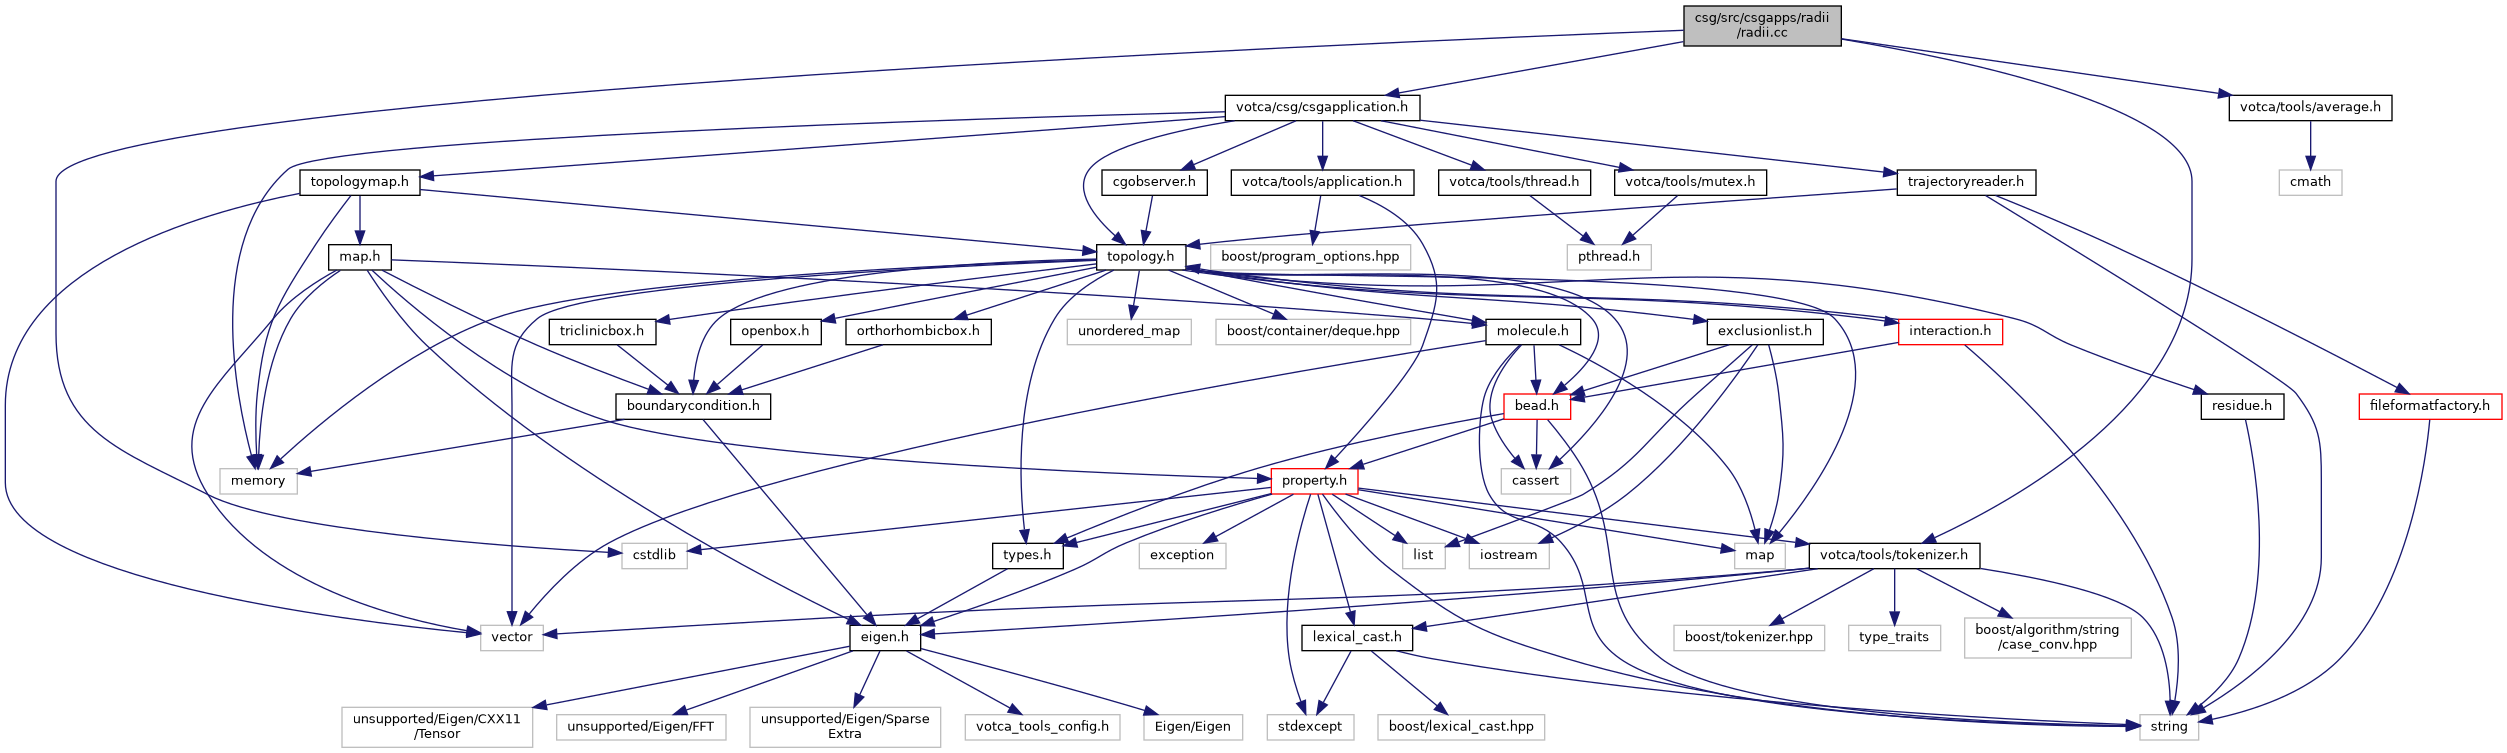 csg/src/csgapps/radii
/radii.cc
votca/csg/csgapplication.h
votca/tools/average.h
topologymap.h
cgobserver.h
votca/tools/application.h
votca/tools/thread.h
votca/tools/mutex.h
trajectoryreader.h
cmath
map.h
topology.h
boost/program_options.hpp
pthread.h
triclinicbox.h
openbox.h
orthorhombicbox.h
unordered_map
boost/container/deque.hpp
molecule.h
exclusionlist.h
interaction.h
boundarycondition.h
bead.h
residue.h
fileformatfactory.h
memory
property.h
cassert
cstdlib
types.h
exception
list
iostream
map
votca/tools/tokenizer.h
vector
eigen.h
lexical_cast.h
boost/tokenizer.hpp
type_traits
boost/algorithm/string
/case_conv.hpp
unsupported/Eigen/CXX11
/Tensor
unsupported/Eigen/FFT
unsupported/Eigen/Sparse
Extra
votca_tools_config.h
Eigen/Eigen
stdexcept
boost/lexical_cast.hpp
string